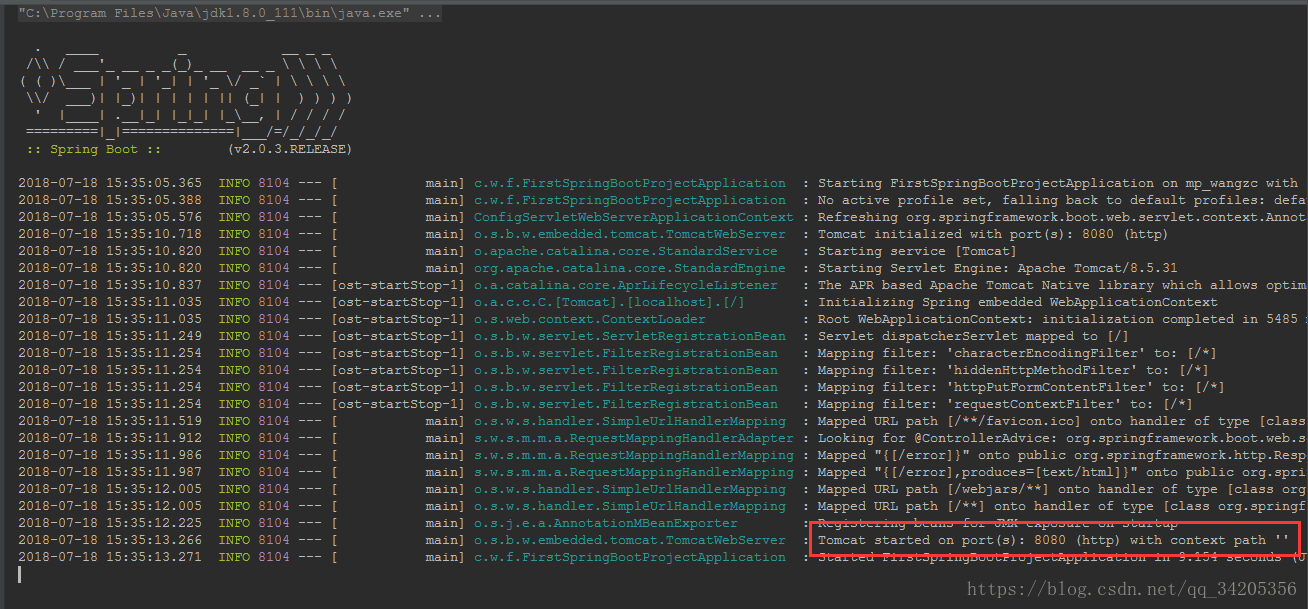 "C:\Program Files\Java\jdk1.8.0_111\bin\java.exe" ...
  .   ____          _            __ _ _
 /\\ / ___'_ __ _ _(_)_ __  __ _ \ \ \ \
( ( )\___ | '_ | '_| | '_ \/ _` | \ \ \ \
 \\/  ___)| |_)| | | | | || (_| |  ) ) ) )
  '  |____| .__|_| |_|_| |_\__, | / / / /
 =========|_|==============|___/=/_/_/_/
 :: Spring Boot ::        (v2.0.3.RELEASE)
2018-07-18 15:35:05.365  INFO 8104 --- [           main] c.w.f.FirstSpringBootProjectApplication  : Starting FirstSpringBootProjectApplication on mp_wangzc with
2018-07-18 15:35:05.388  INFO 8104 --- [           main] c.w.f.FirstSpringBootProjectApplication  : No active profile set, falling back to default profiles: defa
2018-07-18 15:35:05.576  INFO 8104 --- [           main] ConfigServletWebServerApplicationContext : Refreshing org.springframework.boot.web.servlet.context.Annot
2018-07-18 15:35:10.718  INFO 8104 --- [           main] o.s.b.w.embedded.tomcat.TomcatWebServer  : Tomcat initialized with port(s): 8080 (http)
2018-07-18 15:35:10.820  INFO 8104 --- [           main] o.apache.catalina.core.StandardService   : Starting service [Tomcat]
2018-07-18 15:35:10.820  INFO 8104 --- [           main] org.apache.catalina.core.StandardEngine  : Starting Servlet Engine: Apache Tomcat/8.5.31
2018-07-18 15:35:10.837  INFO 8104 --- [ost-startStop-1] o.a.catalina.core.AprLifecycleListener   : The APR based Apache Tomcat Native library which allows optim
2018-07-18 15:35:11.035  INFO 8104 --- [ost-startStop-1] o.a.c.c.C.[Tomcat].[localhost].[/]       : Initializing Spring embedded WebApplicationContext
2018-07-18 15:35:11.035  INFO 8104 --- [ost-startStop-1] o.s.web.context.ContextLoader            : Root WebApplicationContext: initialization completed in 5485 m
2018-07-18 15:35:11.249  INFO 8104 --- [ost-startStop-1] o.s.b.w.servlet.ServletRegistrationBean  : Servlet dispatcherServlet mapped to [/]
2018-07-18 15:35:11.254  INFO 8104 --- [ost-startStop-1] o.s.b.w.servlet.FilterRegistrationBean   : Mapping filter: 'characterEncodingFilter' to: [/*]
2018-07-18 15:35:11.254  INFO 8104 --- [ost-startStop-1] o.s.b.w.servlet.FilterRegistrationBean   : Mapping filter: 'hiddenHttpMethodFilter' to: [/*]
2018-07-18 15:35:11.254  INFO 8104 --- [ost-startStop-1] o.s.b.w.servlet.FilterRegistrationBean   : Mapping filter: 'httpPutFormContentFilter' to: [/*]
2018-07-18 15:35:11.254  INFO 8104 --- [ost-startStop-1] o.s.b.w.servlet.FilterRegistrationBean   : Mapping filter: 'requestContextFilter' to: [/*]
2018-07-18 15:35:11.519  INFO 8104 --- [           main] o.s.w.s.handler.SimpleUrlHandlerMapping  : Mapped URL path [/**/favicon.ico] onto handler of type [class
2018-07-18 15:35:11.912  INFO 8104 --- [           main] s.w.s.m.m.a.RequestMappingHandlerAdapter : Looking for @ControllerAdvice: org.springframework.boot.web.s
2018-07-18 15:35:11.986  INFO 8104 --- [           main] s.w.s.m.m.a.RequestMappingHandlerMapping : Mapped "{[/error]}" onto public org.springframework.http.Resp
2018-07-18 15:35:11.987  INFO 8104 --- [           main] s.w.s.m.m.a.RequestMappingHandlerMapping : Mapped "{[/error],produces=[text/html]}" onto public org.spri
2018-07-18 15:35:12.005  INFO 8104 --- [           main] o.s.w.s.handler.SimpleUrlHandlerMapping  : Mapped URL path [/webjars/**] onto handler of type [class org
2018-07-18 15:35:12.005  INFO 8104 --- [           main] o.s.w.s.handler.SimpleUrlHandlerMapping  : Mapped URL path [/**] onto handler of type [class org.springf
2018-07-18 15:35:12.225  INFO 8104 --- [           main] o.s.j.e.a.AnnotationMBeanExporter        : Registering beans for JMX exposure on startup
2018-07-18 15:35:13.266  INFO 8104 --- [           main] o.s.b.w.embedded.tomcat.TomcatWebServer  : Tomcat started on port(s): 8080 (http) with context path ''
2018-07-18 15:35:13.271  INFO 8104 --- [           main] c.w.f.FirstSpringBootProjectApplication  : Started FirstSpringBootProjectApplication in 9.154 seconds (J
https://blog.csdn.net/qq_34205356